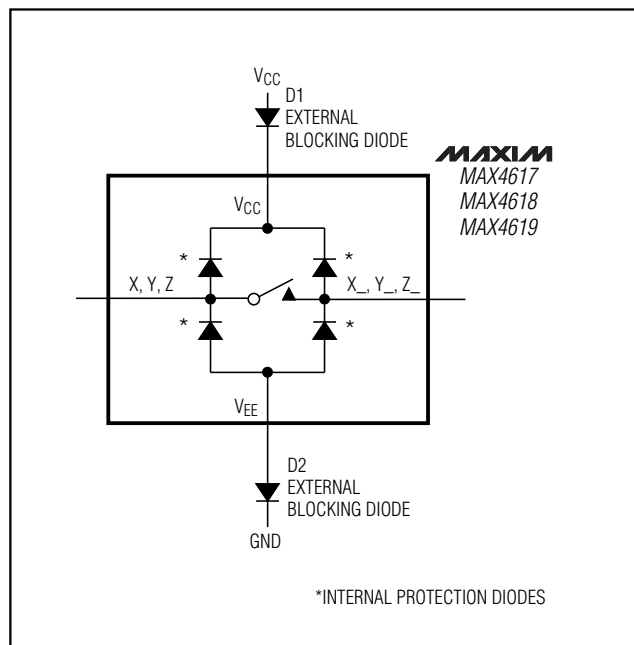 VCC
D1
EXTERNAL
BLOCKING DIODE
MAXIM
MAX4617
MAX4618
MAX4619
VCC
* *
X, Y, Z X_, Y_, Z_
* *
VEE
D2
EXTERNAL
BLOCKING DIODE
GND
*INTERNAL PROTECTION DIODES